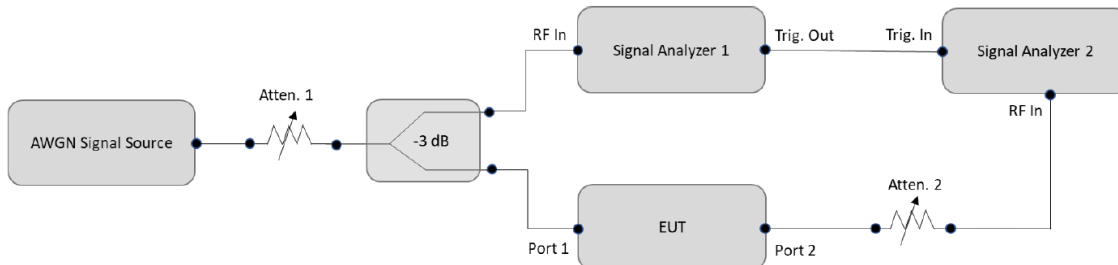 RF In
Signal Analyzer 1
Trig. Out
Trig. In
Signal Analyzer 2
RF In
AWGN Signal Source
Atten. 1
-3 dB
Atten. 2
Port 1
EUT
Port 2